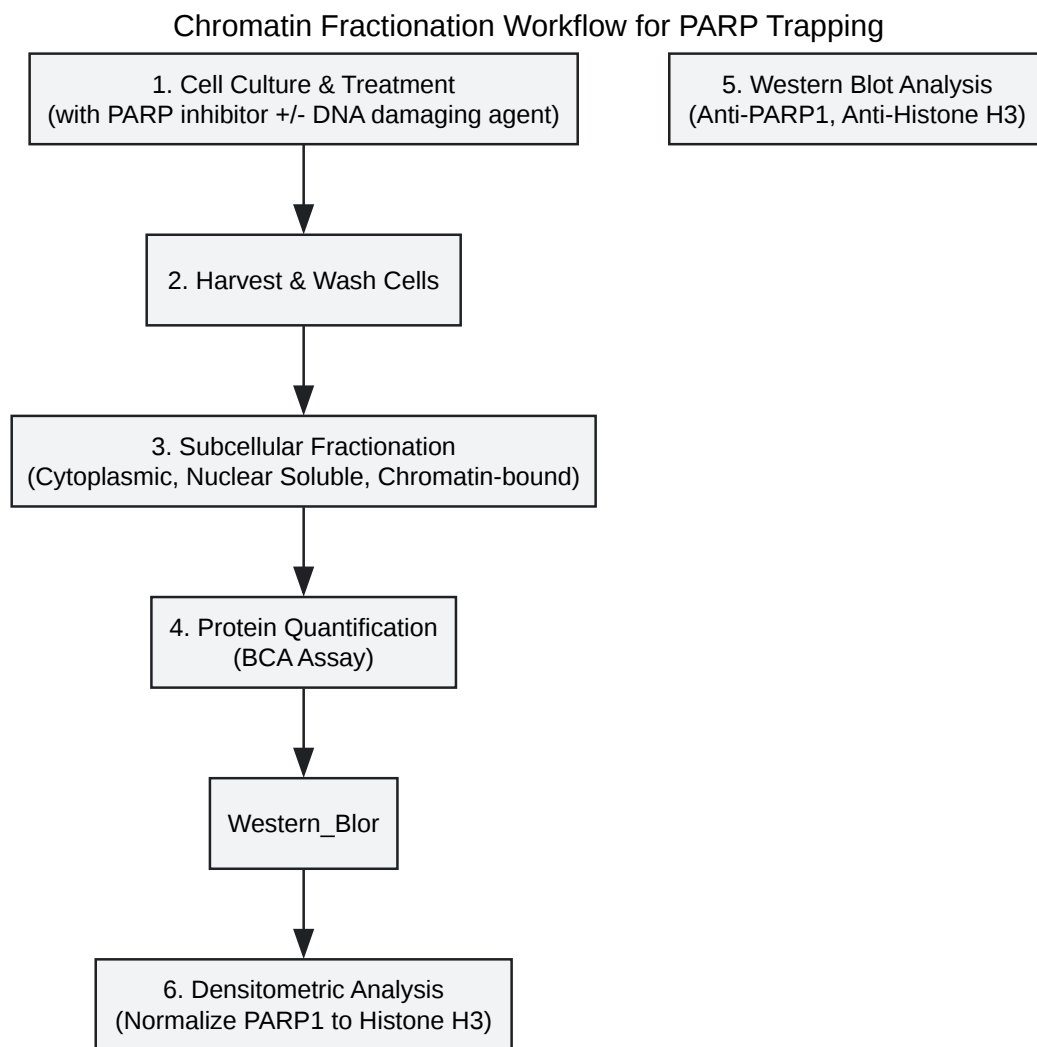 Chromatin Fractionation Workflow for PARP Trapping
1. Cell Culture & Treatment
(with PARP inhibitor +/- DNA damaging agent)
5. Western Blot Analysis
(Anti-PARP1, Anti-Histone H3)
2. Harvest & Wash Cells
3. Subcellular Fractionation
(Cytoplasmic, Nuclear Soluble, Chromatin-bound)
4. Protein Quantification
(BCA Assay)
Western_Blor
6. Densitometric Analysis
(Normalize PARP1 to Histone H3)